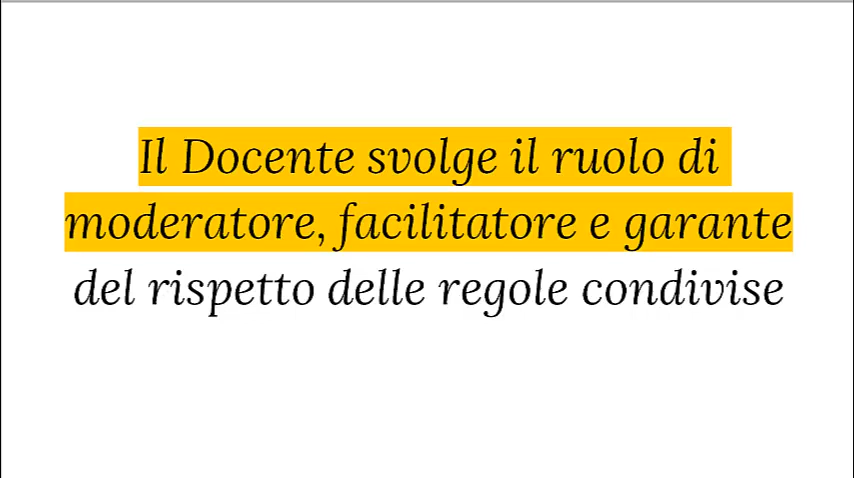 Il Docente svolge il ruolo di
moderatore, facilitatore e garante
del rispetto delle regole condivise